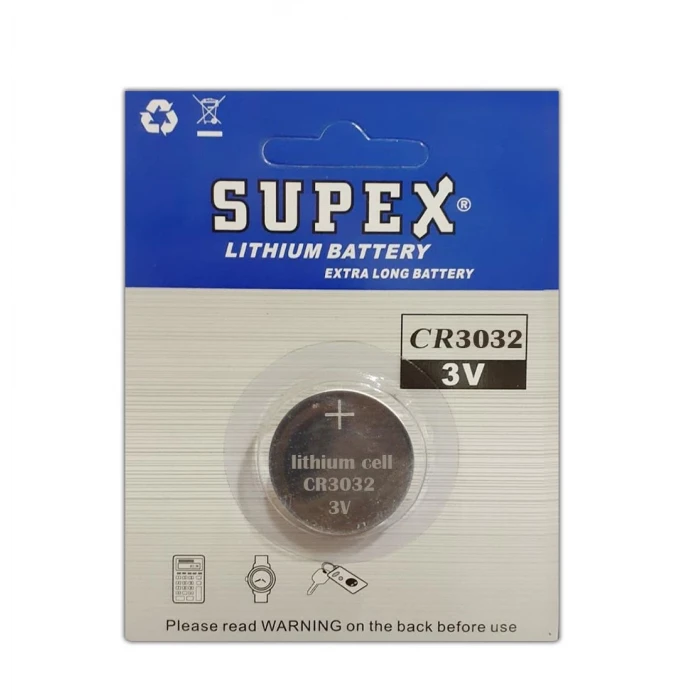 SUPEX®
LITHIUM BATTERY
EXTRA LONG BATTERY
CR3032
3V
+
lithium cell
CR3032
3V
Please read WARNING on the back before use